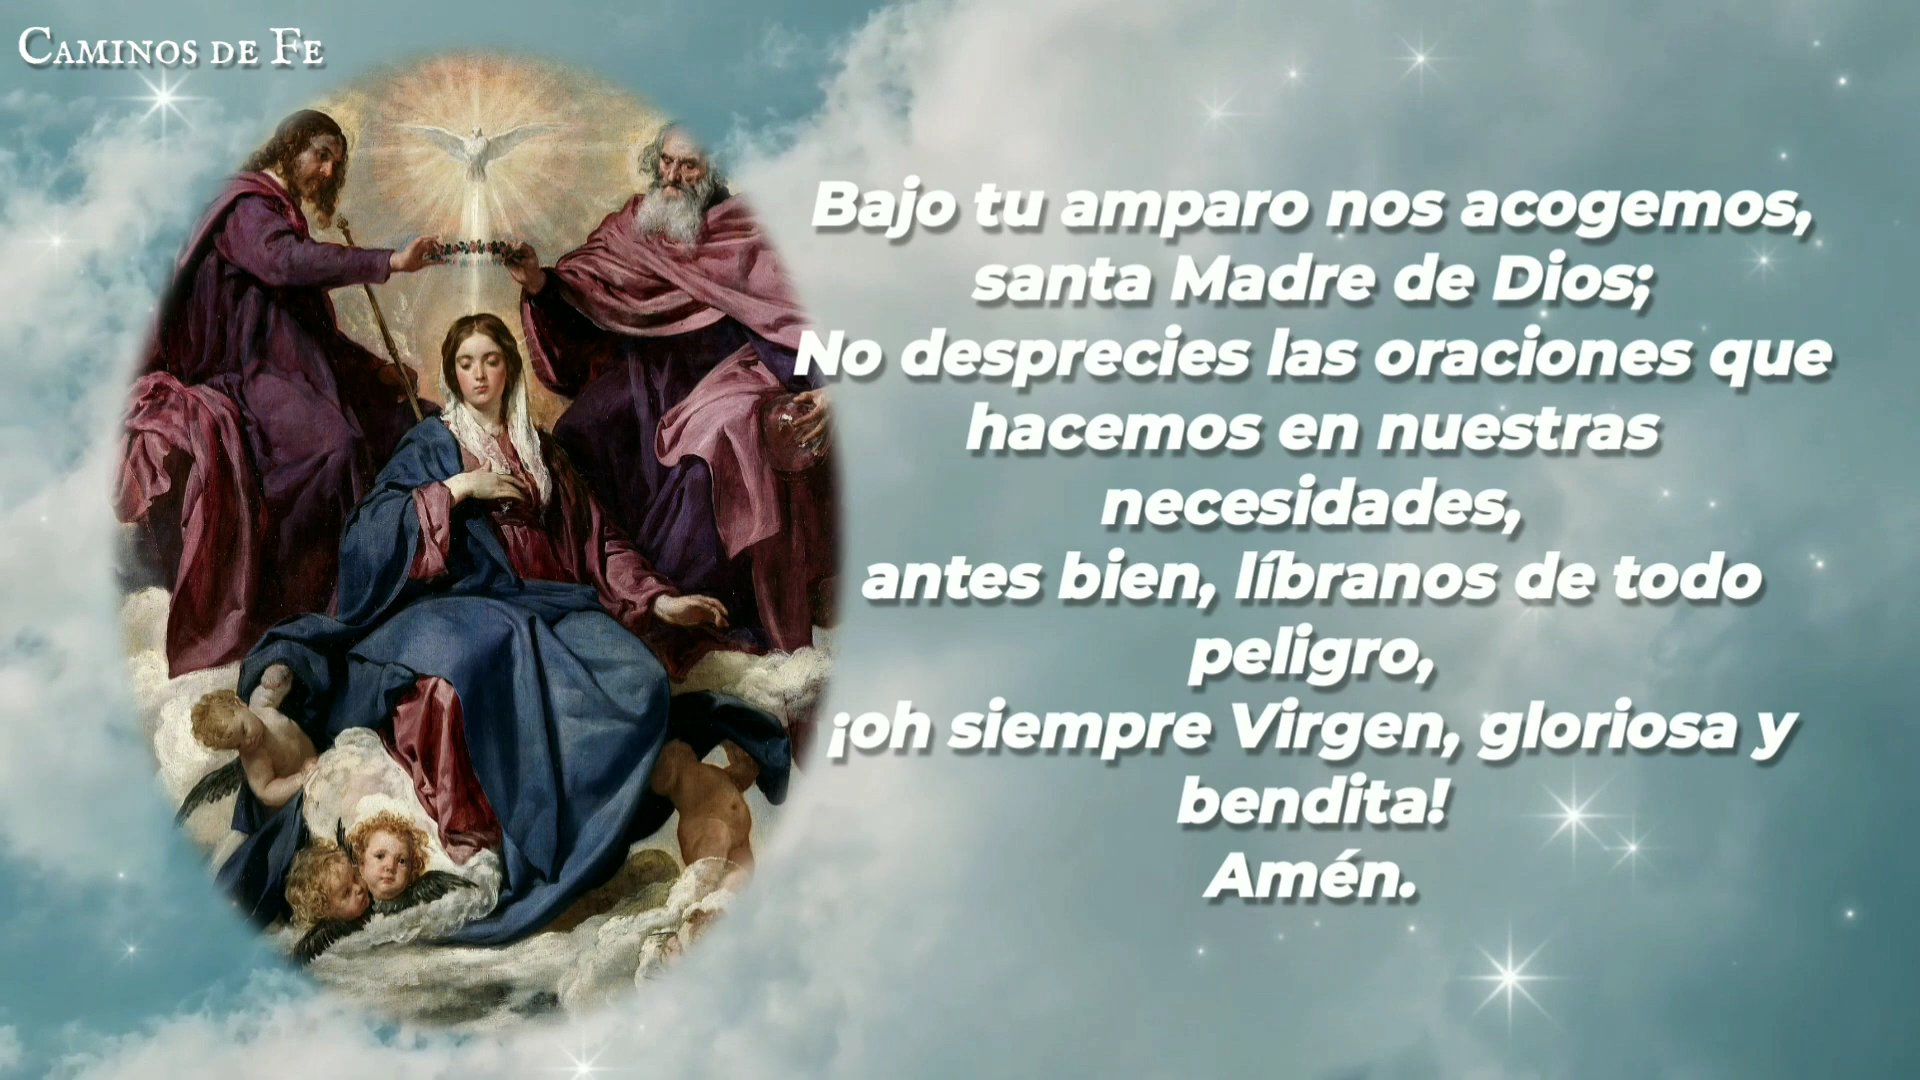 Caminos de Fe
Bajo tu amparo nos acogemos,
santa Madre de Dios;
No desprecies las oraciones que
hacemos en nuestras
necesidades,
antes bien, líbranos de todo
peligro,
¡oh siempre Virgen, gloriosa y
bendita!
Amén.